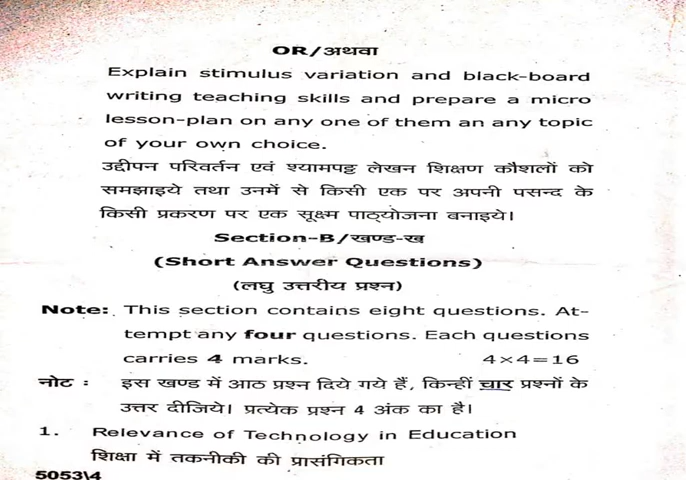 OR/अथवा
Explain stimulus variation and black-board
writing teaching skills and prepare a micro
lesson-plan on any one of them an any topic
of your own choice.
उद्दीपन परिवर्तन एवं श्यामपट्ट लेखन शिक्षण कौशलों को
समझाइये तथा उनमें से किसी एक पर अपनी पसन्द के
किसी प्रकरण पर एक सूक्ष्म पाठ्योजना बनाइये।
Section-B/खण्ड-ख
(Short Answer Questions)
(लघु उत्तरीय प्रश्न)
Note: This section contains eight questions. At-
tempt any four questions. Each questions
carries 4 marks. 4×4=16
नोट : इस खण्ड में आठ प्रश्न दिये गये हैं, किन्हीं चार प्रश्नों के
उत्तर दीजिये। प्रत्येक प्रश्न 4 अंक का है।
1. Relevance of Technology in Education
शिक्षा में तकनीकी की प्रासंगिकता
5053\4